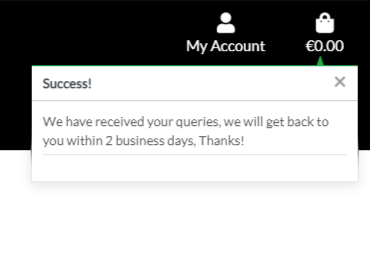 My Account
€0.00
Success!
We have received your queries, we will get back to
you within 2 business days, Thanks!